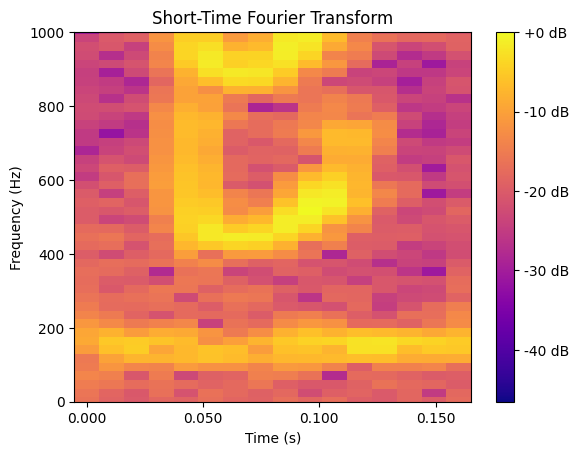 Short-Time Fourier Transform
1000
800
600
400
200
0
Frequency (Hz)
0.000
0.050
0.100
0.150
Time (s)
+0 dB
-10 dB
-20 dB
-30 dB
-40 dB